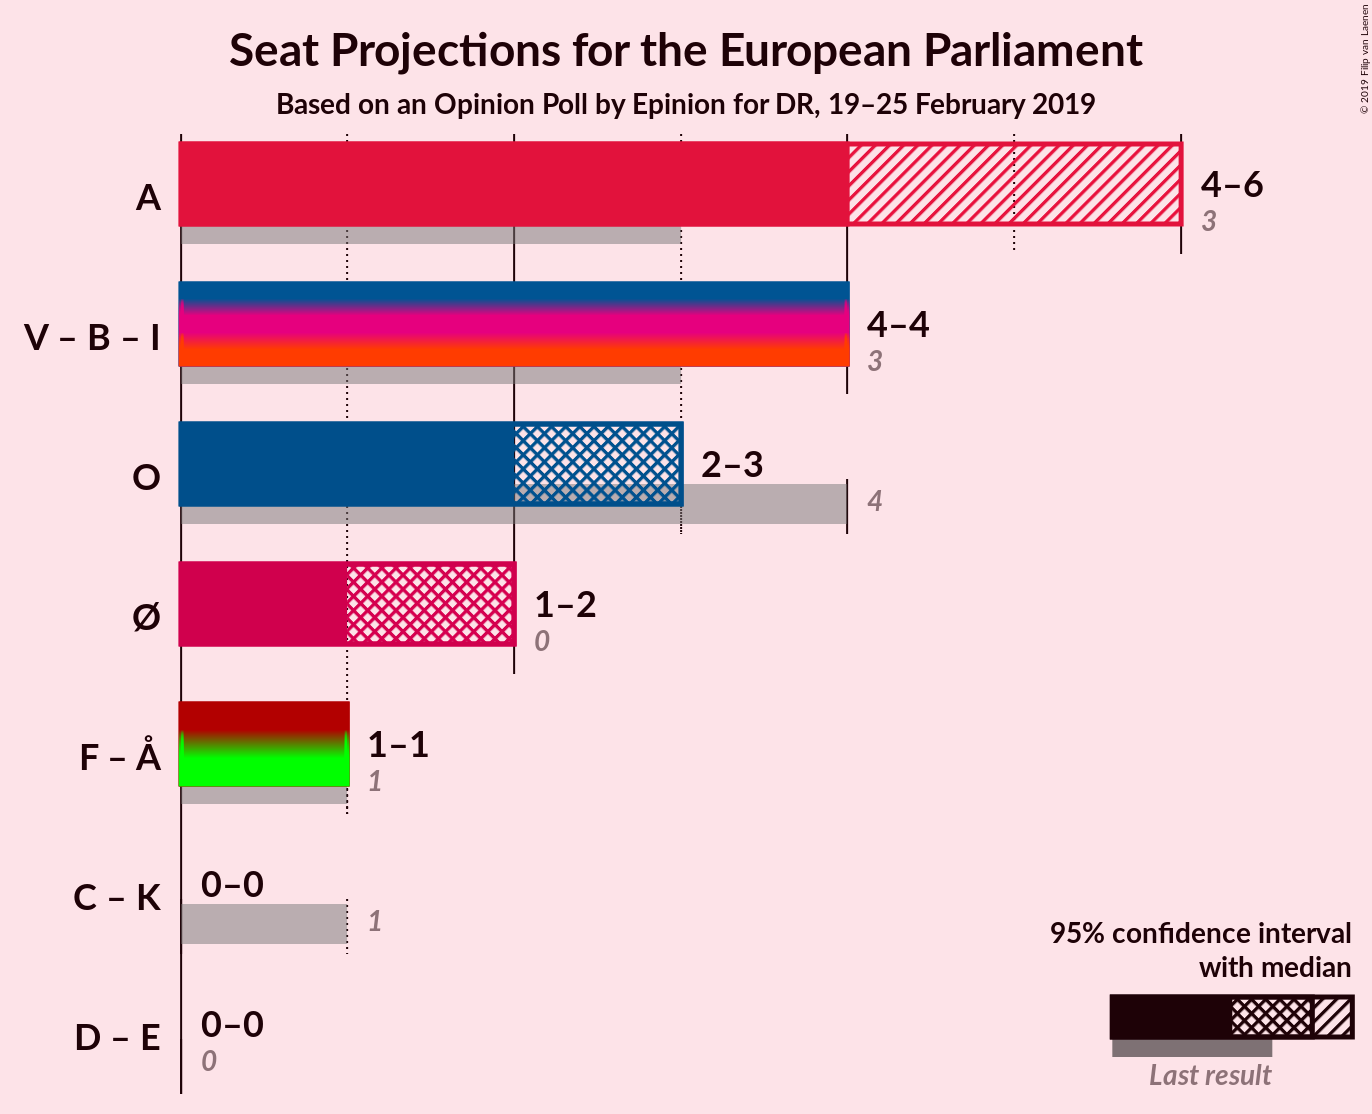 Seat Projections for the European Parliament
Based on an Opinion Poll by Epinion for DR, 19–25 February 2019
© 2019 Filip van Laenen
A
4–6
3
V – B – I
4–4
3
O
2–3
4
Ø
1–2
0
F – Å
1–1
1
C – K
0–0
1
D – E
0–0
0
95% confidence interval
with median
Last result